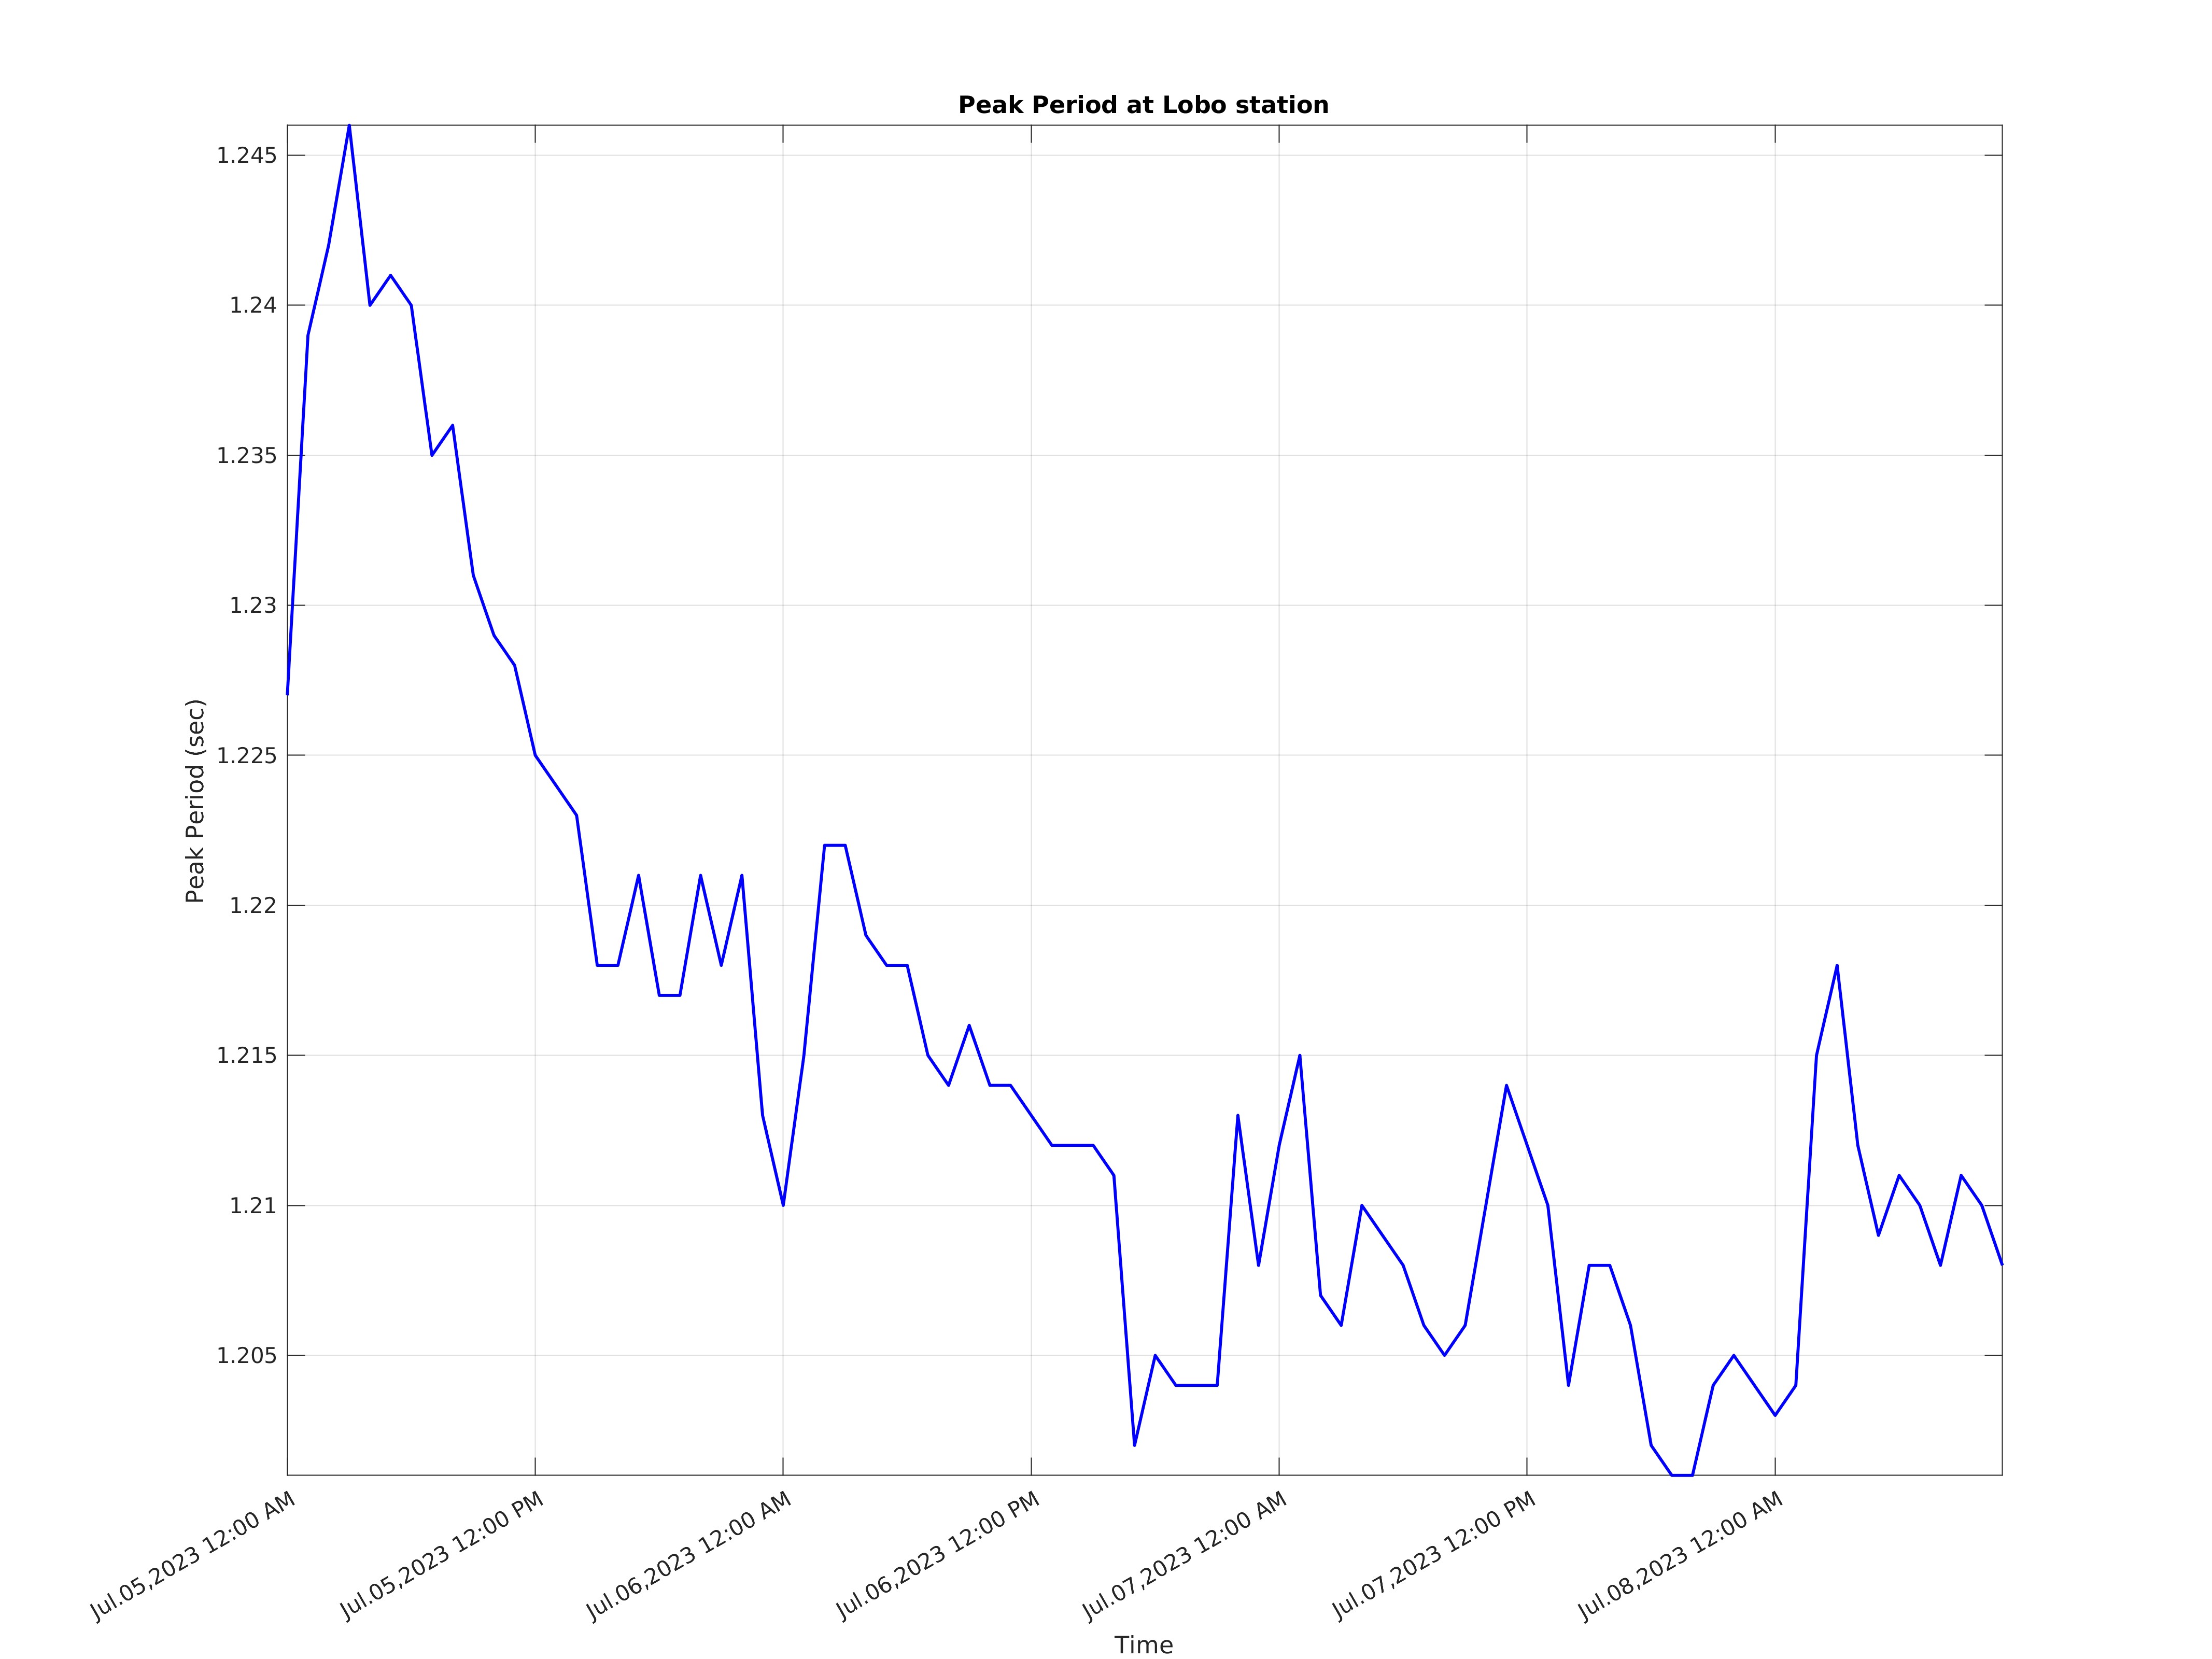 Peak Period at Lobo station
1.245
1.24
1.235
1.23
1.225
1.22
1.215
1.21
1.205
Peak Period (sec)
Jul.05,2023 12:00 AM
Jul.05,2023 12:00 PM
Jul.06,2023 12:00 AM
Jul.06,2023 12:00 PM
Jul.07,2023 12:00 AM
Jul.07,2023 12:00 PM
Jul.08,2023 12:00 AM
Time